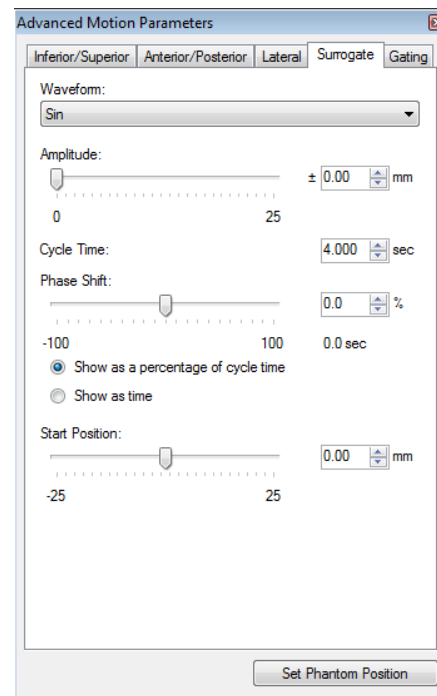 Advanced Motion Parameters
Inferior/Superior Anterior/Posterior Lateral Surrogate Gating
Waveform:
Sin
Amplitude:
± 0.00 mm
0 25
Cycle Time: 4.000 sec
Phase Shift:
0.0 %
-100 100 0.0 sec
Show as a percentage of cycle time
Show as time
Start Position:
0.00 mm
-25 25
Set Phantom Position